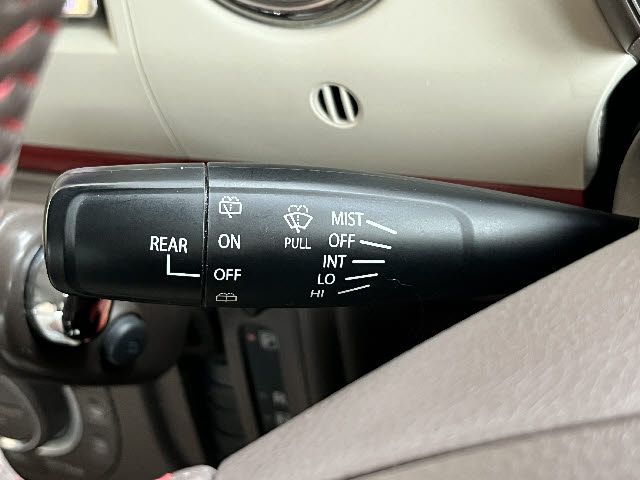 REAR
ON
OFF
PULL
MIST
OFF
INT
LO
HI